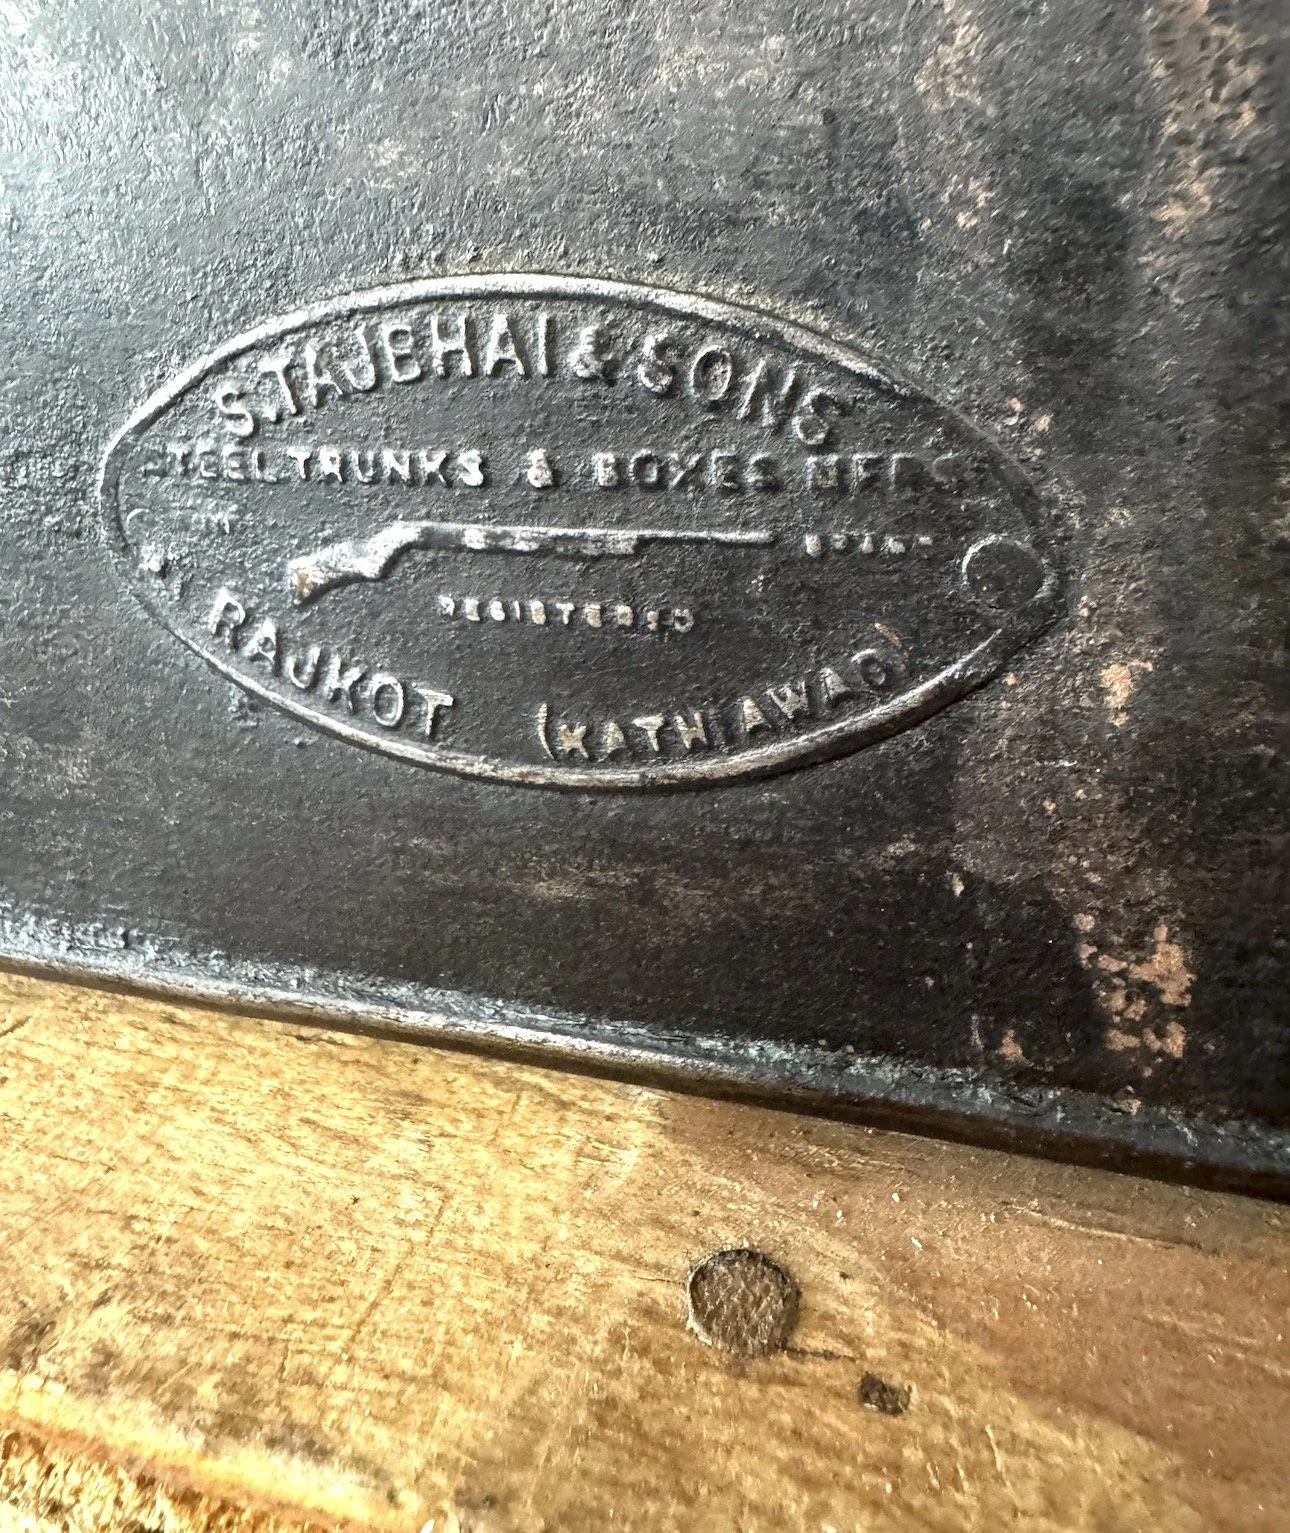 S. TAJBHAI & SONS
STEEL TRUNKS & BOXES MFRS
REGISTERED
RAJKOT (KATHIAWAD)